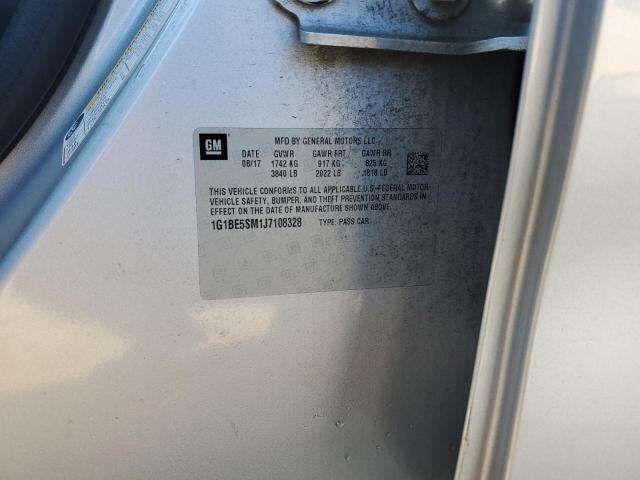 GM
MFD BY GENERAL MOTORS LLC
DATE GVWR GAWR FRT GAWR RR
08/17 1742 KG 917 KG 825 KG
3840 LB 2022 LB 1818 LB
THIS VEHICLE CONFORMS TO ALL APPLICABLE U.S. FEDERAL MOTOR
VEHICLE SAFETY, BUMPER, AND THEFT PREVENTION STANDARDS IN
EFFECT ON THE DATE OF MANUFACTURE SHOWN ABOVE.
1G1BE5SM1J7108328 TYPE: PASS CAR